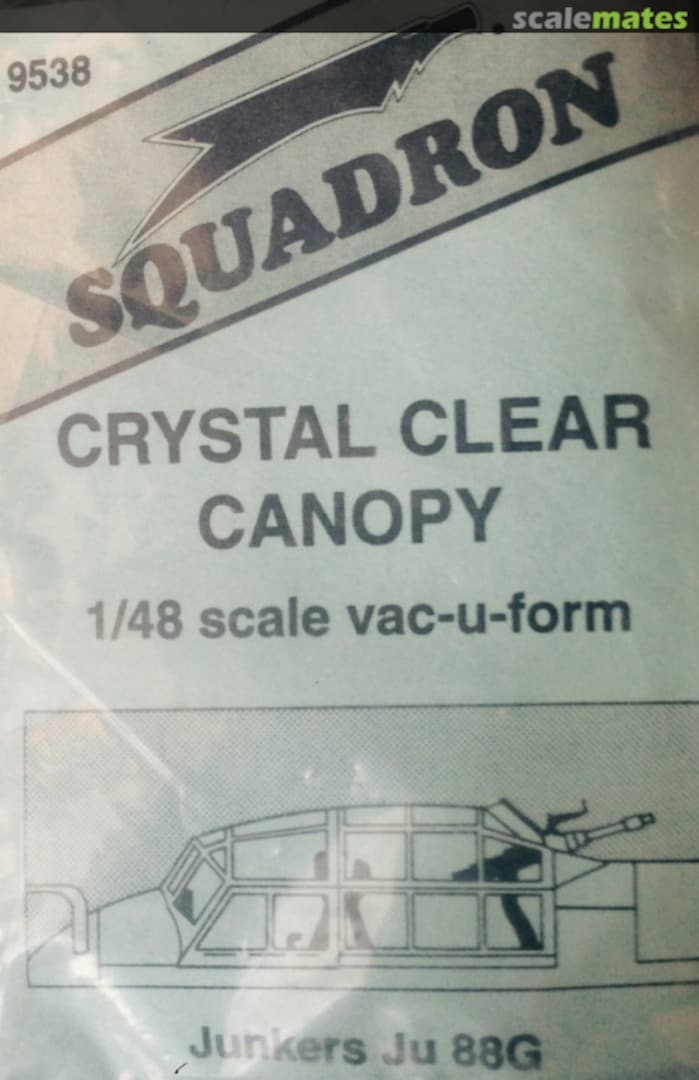 scalemates
9538
SQUADRON
CRYSTAL CLEAR
CANOPY
1/48 scale vac-u-form
Junkers Ju 88G